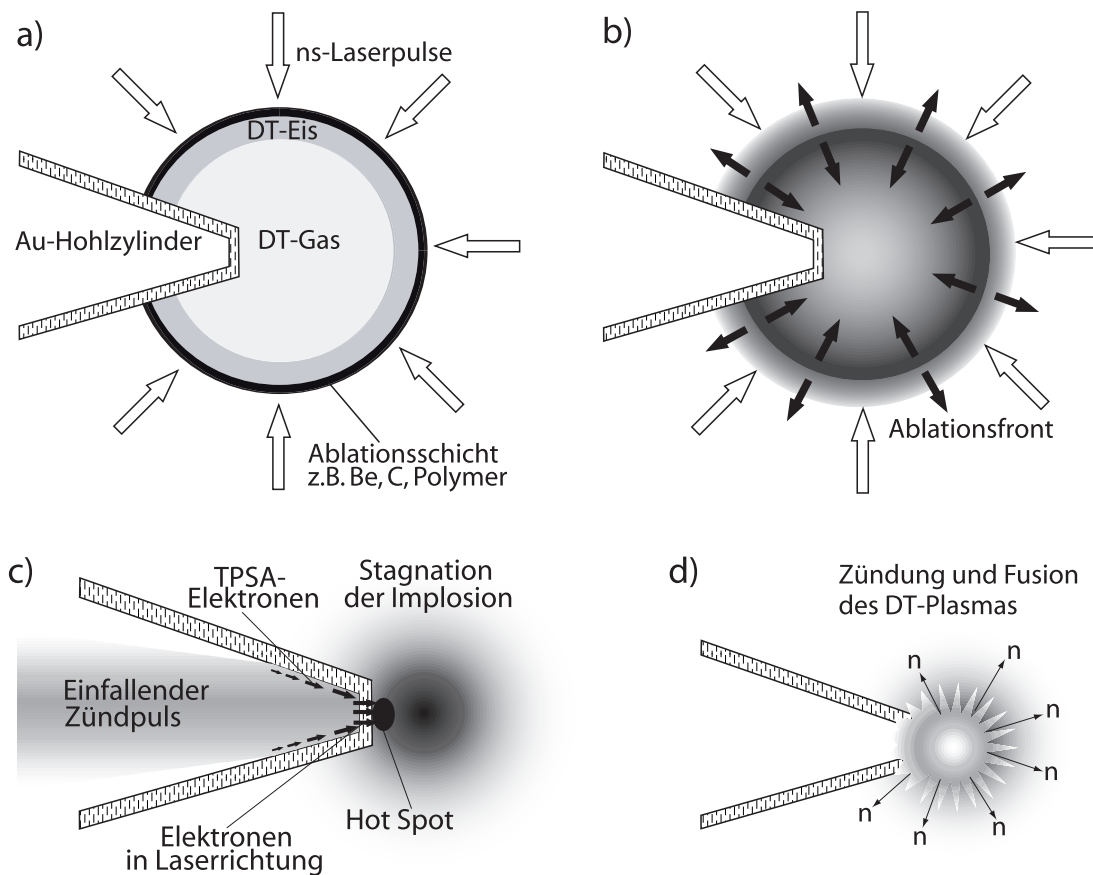 a)
ns-Laserpulse
DT-Eis
Au-Hohlzylinder
DT-Gas
Ablationsschicht
z.B. Be, C, Polymer
b)
Ablationsfront
c)
TPSA-
Elektronen
Stagnation
der Implosion
Einfallender
Zündpuls
Hot Spot
Elektronen
in Laserrichtung
d)
Zündung und Fusion
des DT-Plasmas
n
n
n
n
n
n
n